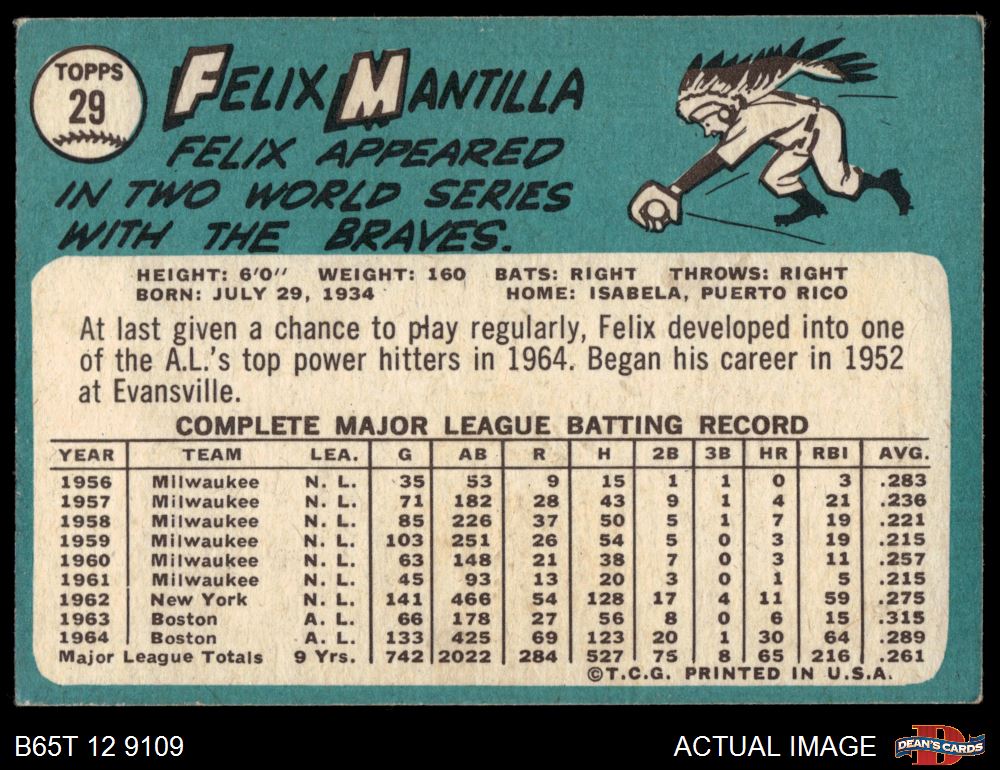 TOPPS
29
FELIX MANTILLA
FELIX APPEARED
IN TWO WORLD SERIES
WITH THE BRAVES.
HEIGHT: 6'0" WEIGHT: 160 BATS: RIGHT THROWS: RIGHT
BORN: JULY 29, 1934 HOME: ISABELA, PUERTO RICO
At last given a chance to play regularly, Felix developed into one
of the A.L.'s top power hitters in 1964. Began his career in 1952
at Evansville.
COMPLETE MAJOR LEAGUE BATTING RECORD
YEAR TEAM LEA. G AB R H 2B 3B HR RBI AVG.
1956 Milwaukee N. L. 35 53 9 15 1 1 0 3 .283
1957 Milwaukee N. L. 71 182 28 43 9 1 4 21 .236
1958 Milwaukee N. L. 85 226 37 50 5 1 7 19 .221
1959 Milwaukee N. L. 103 251 26 54 5 0 3 19 .215
1960 Milwaukee N. L. 63 148 21 38 7 0 3 11 .257
1961 Milwaukee N. L. 45 93 13 20 3 0 1 5 .215
1962 New York N. L. 141 466 54 128 17 4 11 59 .275
1963 Boston A. L. 66 178 27 56 8 0 6 15 .315
1964 Boston A. L. 133 425 69 123 20 1 30 64 .289
Major League Totals 9 Yrs. 742 2022 284 527 75 8 65 216 .261
©T.C.G. PRINTED IN U.S.A.
B65T 12 9109 ACTUAL IMAGE D DEAN'S CARDS